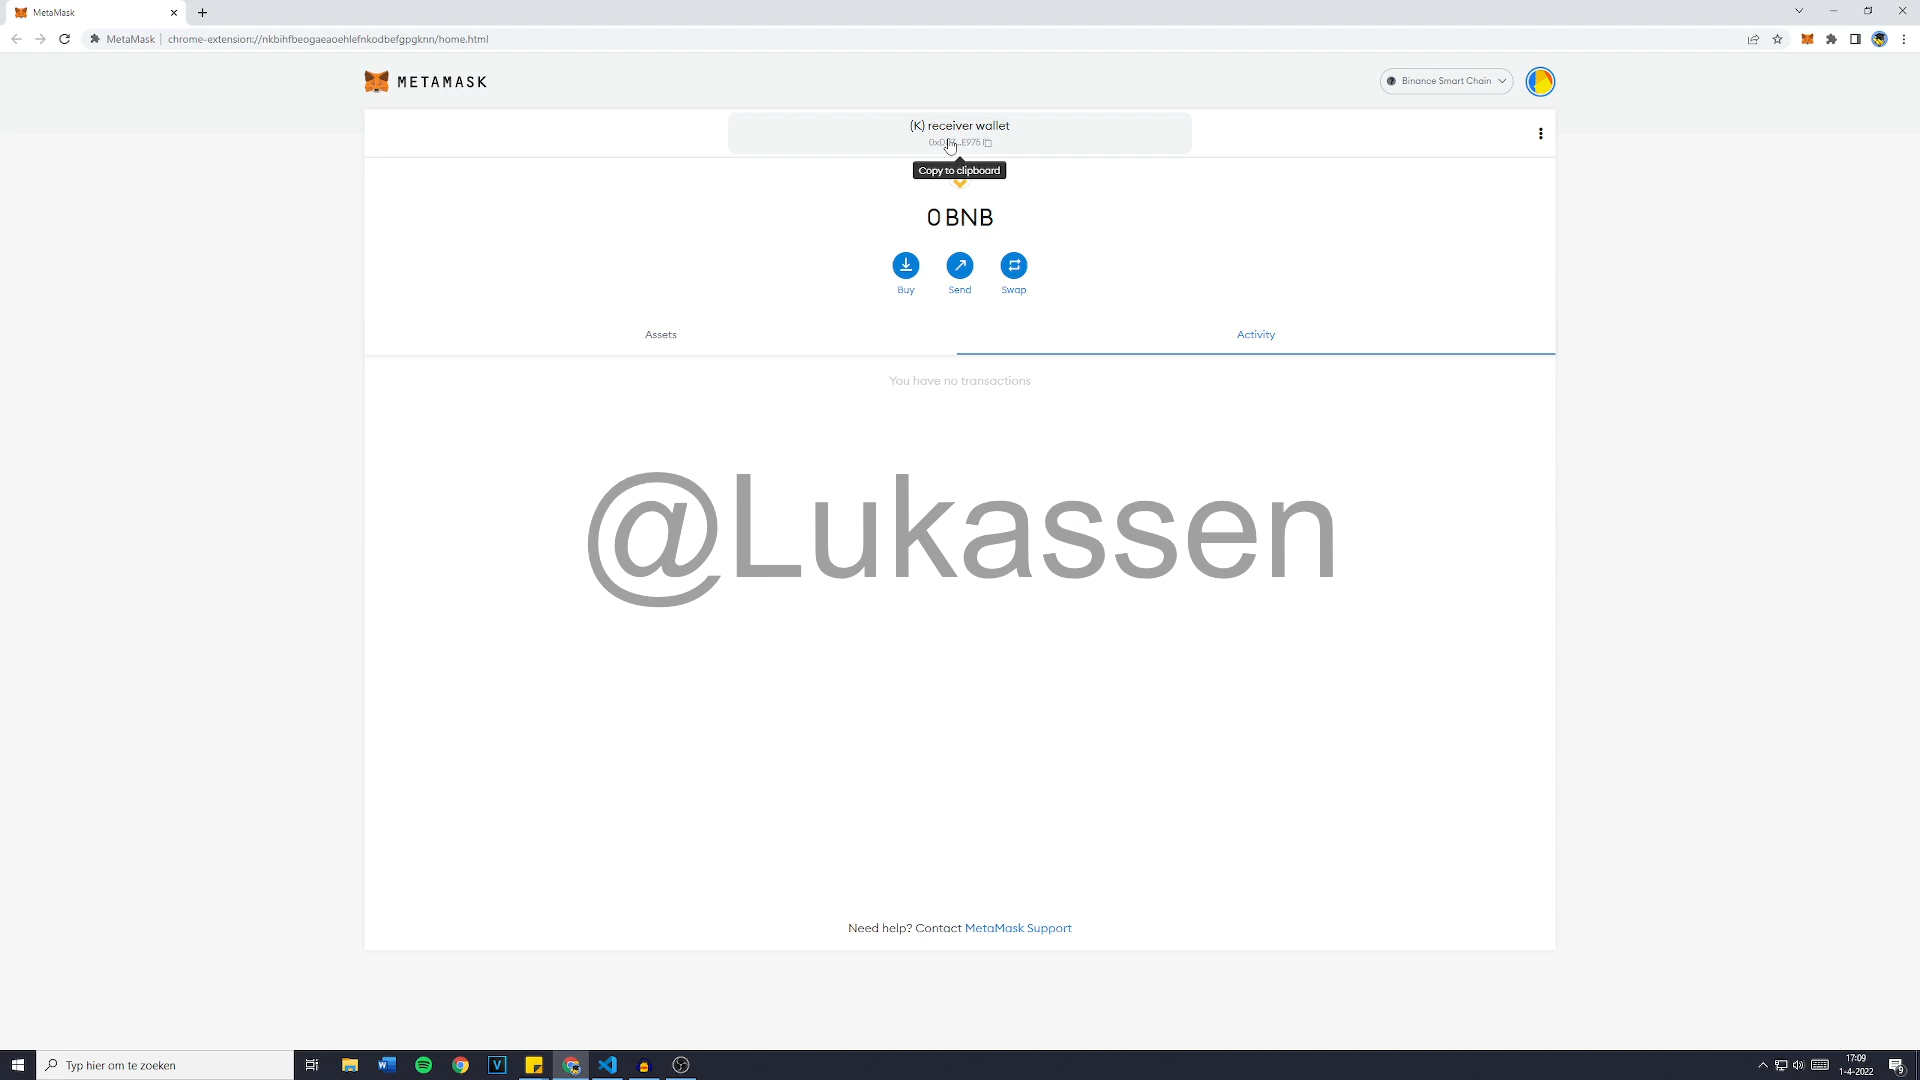 MetaMask
MetaMask | chrome-extension://nkbihfbeogaeaoehlefnkodbefgpgknn/home.html
METAMASK
Binance Smart Chain
(K) receiver wallet
Copy to clipboard
0 BNB
Buy Send Swap
Assets Activity
You have no transactions
@Lukassen
Need help? Contact MetaMask Support
Typ hier om te zoeken
17:09
1-4-2022